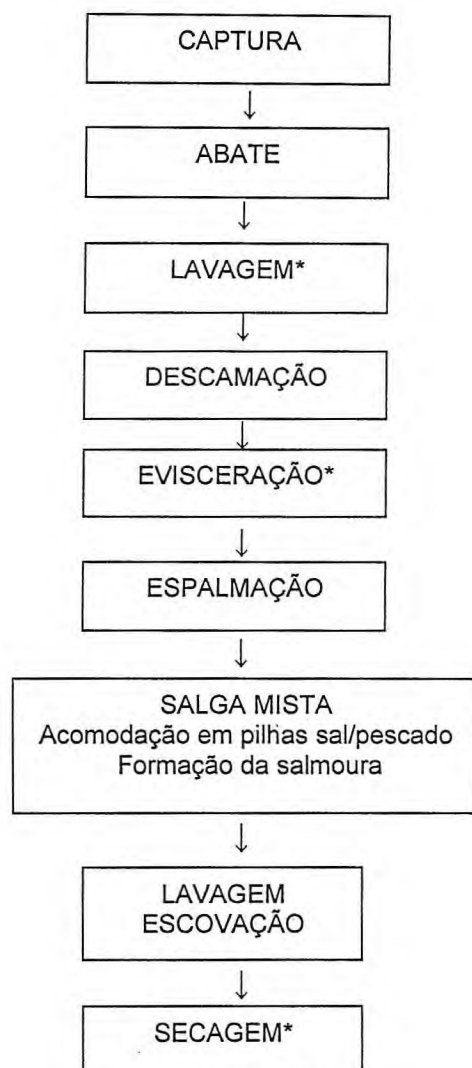 CAPTURA
↓
ABATE
↓
LAVAGEM*
↓
DESCAMAÇÃO
↓
EVISCERAÇÃO*
↓
ESPALMAÇÃO
↓
SALGA MISTA
Acomodação em pilhas sal/pescado
Formação da salmoura
↓
LAVAGEM
ESCOVAÇÃO
↓
SECAGEM*